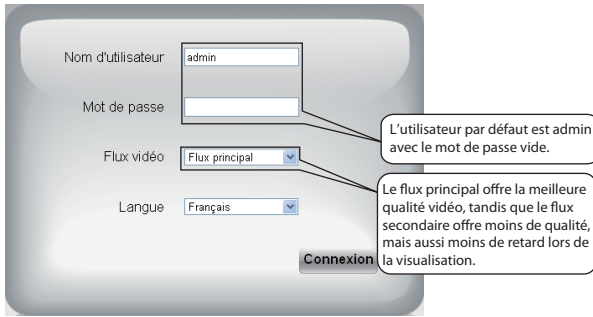 Nom d'utilisateur admin
Mot de passe
L'utilisateur par défaut est admin
avec le mot de passe vide.
Flux vidéo Flux principal
Le flux principal offre la meilleure
qualité vidéo, tandis que le flux
secondaire offre moins de qualité,
mais aussi moins de retard lors de
la visualisation.
Langue Français
Connexion